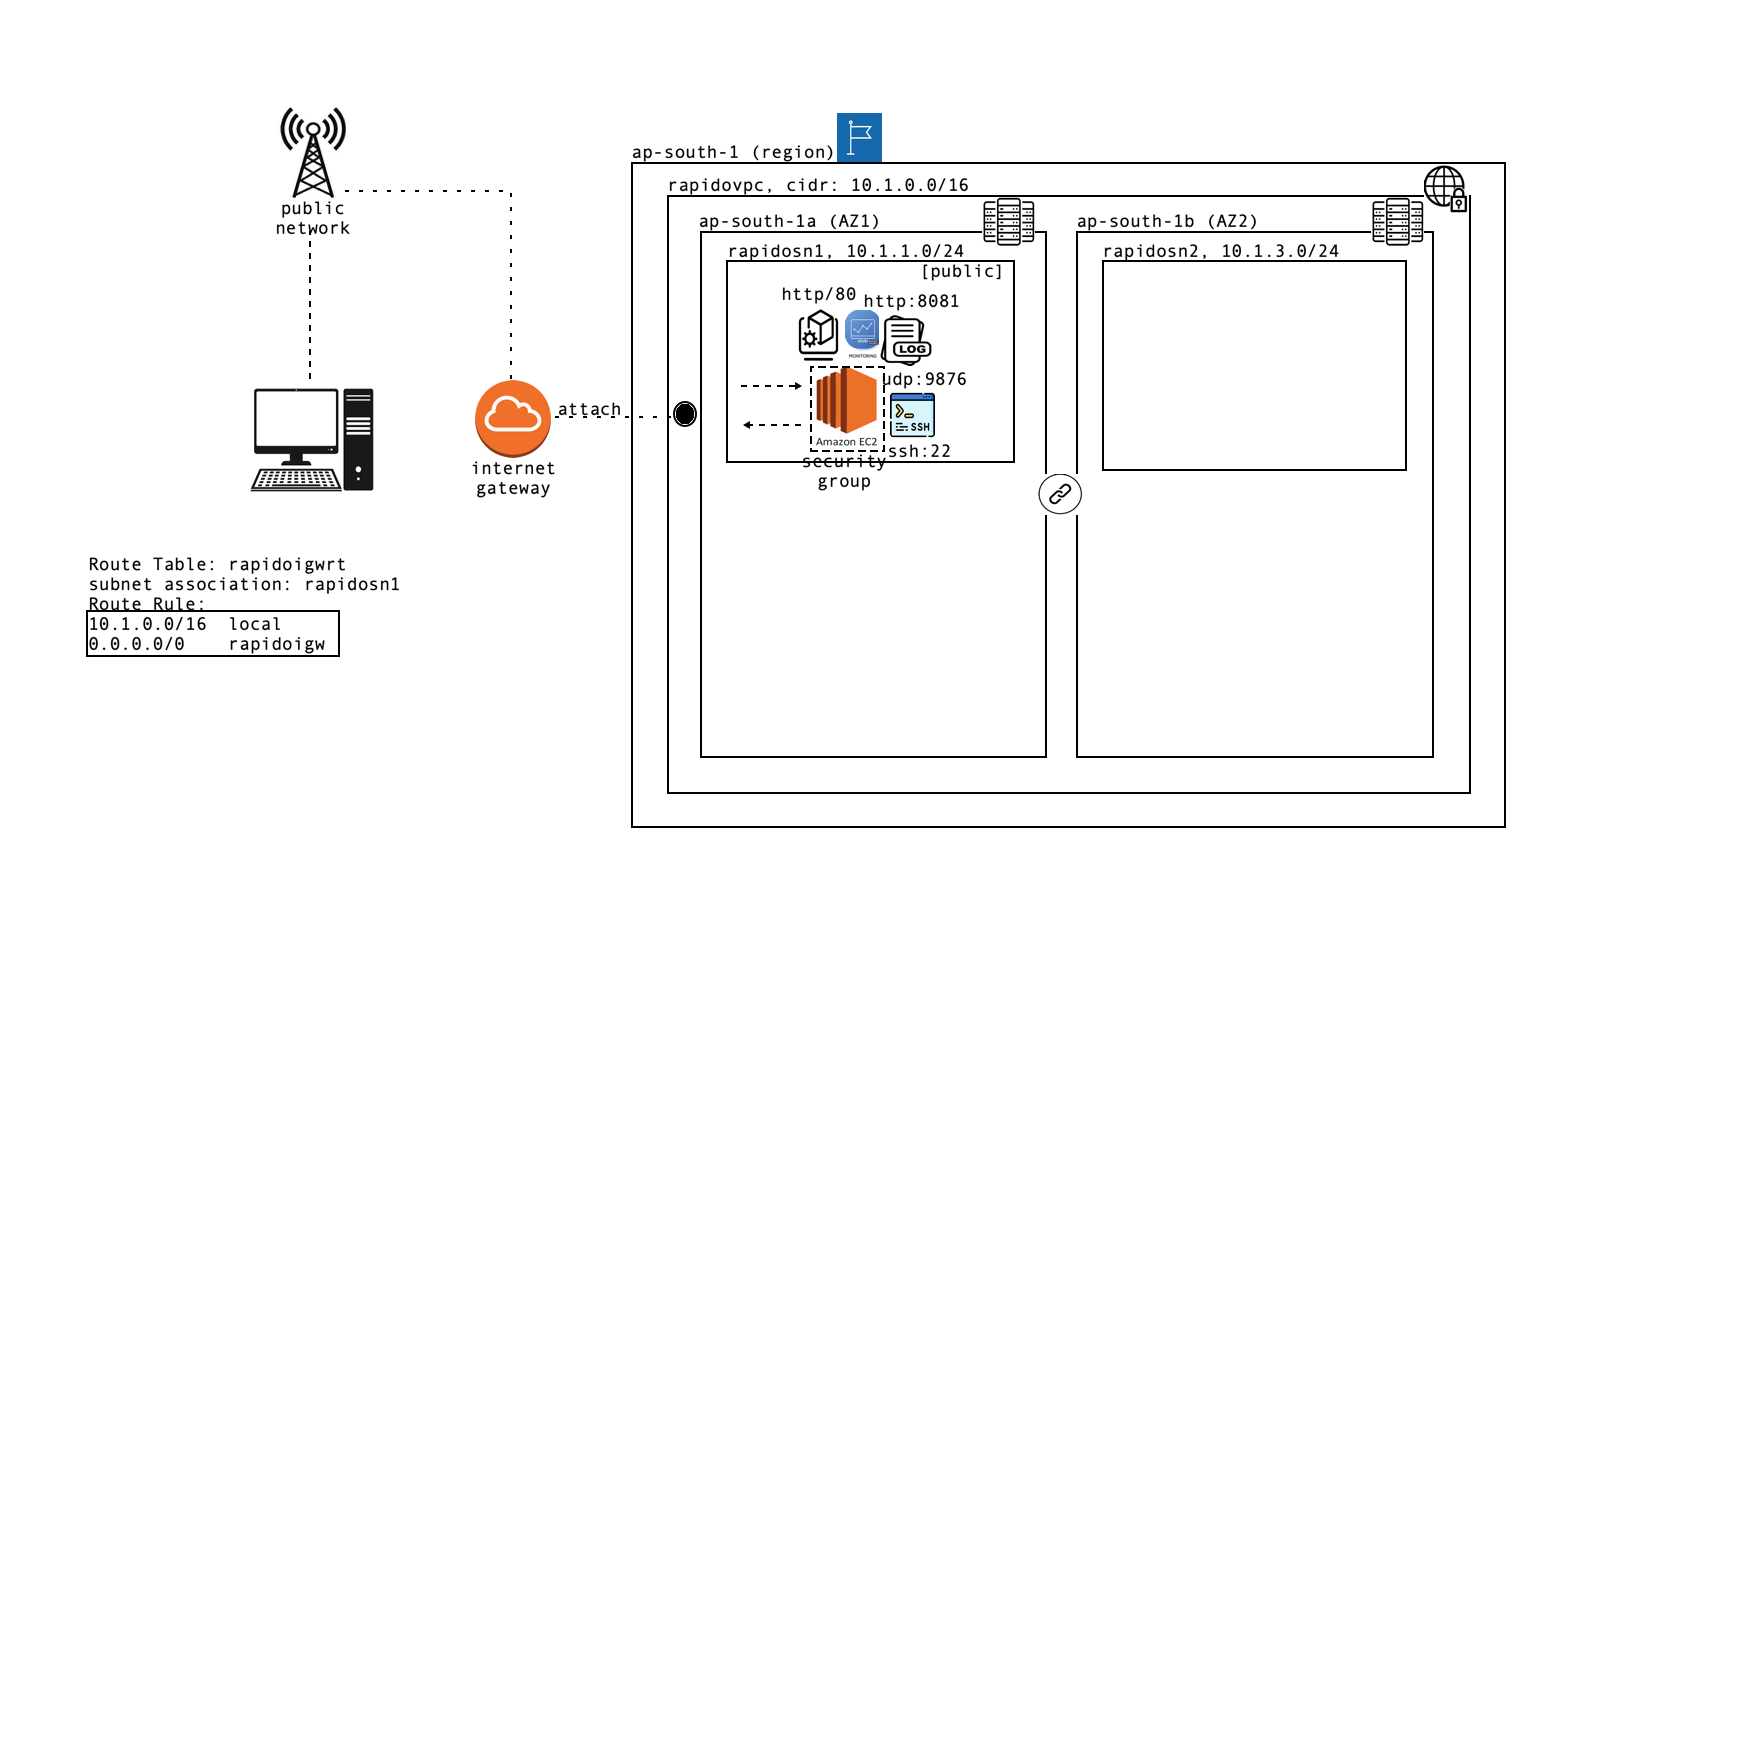 public
network
ap-south-1 (region)
rapidovpc, cidr: 10.1.0.0/16
ap-south-1a (AZ1)
ap-south-1b (AZ2)
rapidosn1, 10.1.1.0/24
rapidosn2, 10.1.3.0/24
[public]
http/80
http:8081
LOG
MONITORING
udp:9876
attach
SSH
Amazon EC2
ssh:22
security
group
internet
gateway
Route Table: rapidoigwrt
subnet association: rapidosn1
Route Rule:
10.1.0.0/16 local
0.0.0.0/0 rapidoigw